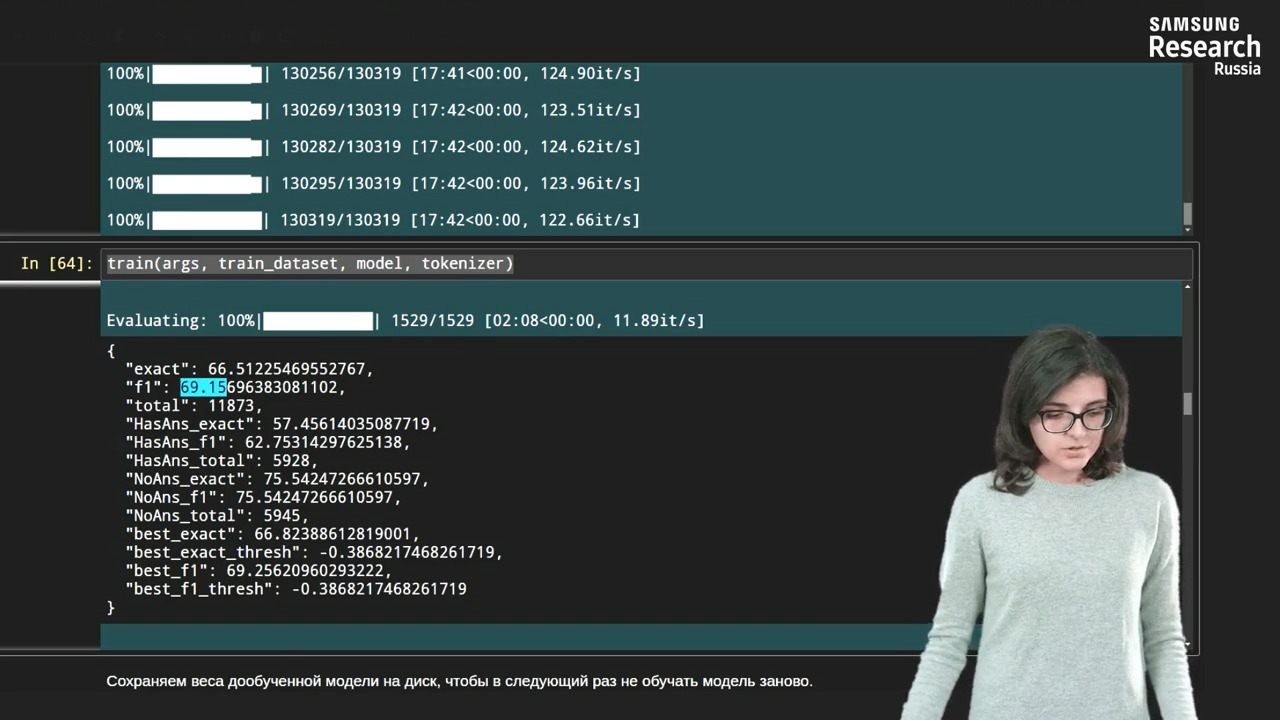 SAMSUNG
Research
Russia
100%| | 130256/130319 [17:41<00:00, 124.90it/s]
100%| | 130269/130319 [17:42<00:00, 123.51it/s]
100%| | 130282/130319 [17:42<00:00, 124.62it/s]
100%| | 130295/130319 [17:42<00:00, 123.96it/s]
100%| | 130319/130319 [17:42<00:00, 122.66it/s]
In [64]: train(args, train_dataset, model, tokenizer)
Evaluating: 100%| | 1529/1529 [02:08<00:00, 11.89it/s]
{
"exact": 66.51225469552767,
"f1": 69.15696383081102,
"total": 11873,
"HasAns_exact": 57.45614035087719,
"HasAns_f1": 62.75314297625138,
"HasAns_total": 5928,
"NoAns_exact": 75.54247266610597,
"NoAns_f1": 75.54247266610597,
"NoAns_total": 5945,
"best_exact": 66.82388612819001,
"best_exact_thresh": -0.3868217468261719,
"best_f1": 69.25620960293222,
"best_f1_thresh": -0.3868217468261719
}
Сохраняем веса дообученной модели на диск, чтобы в следующий раз не обучать модель заново.